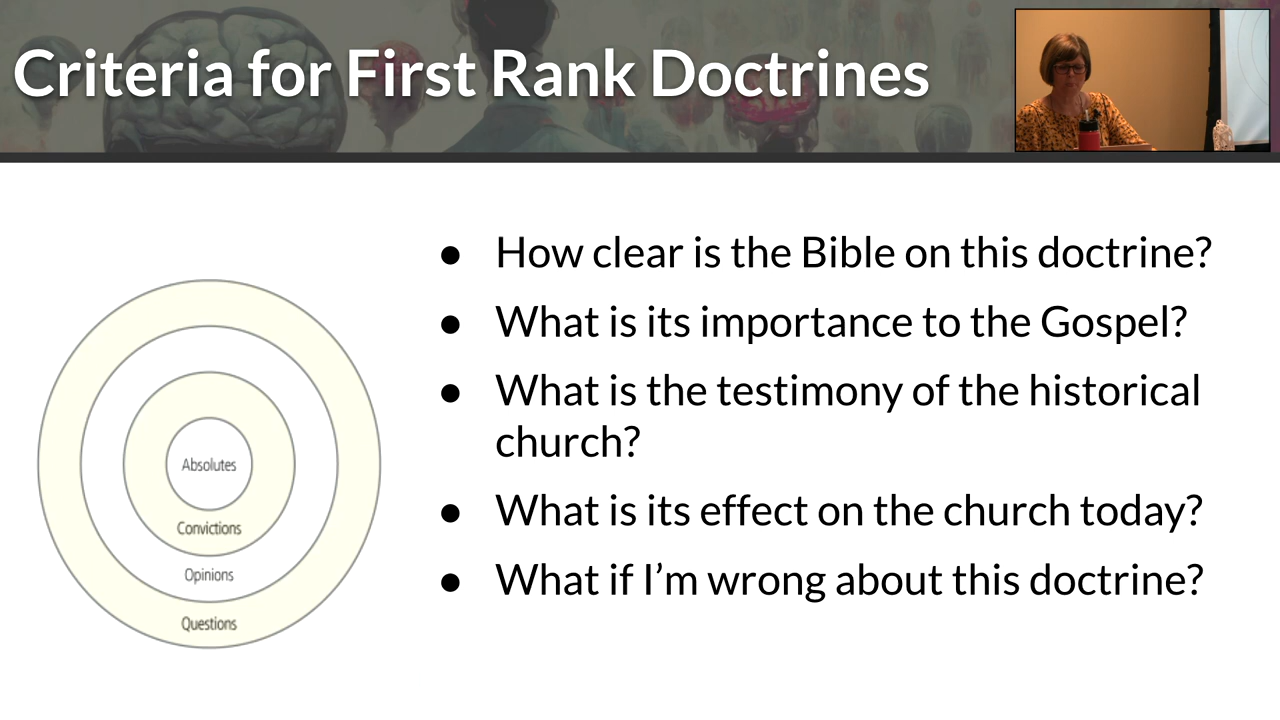 Criteria for First Rank Doctrines
● How clear is the Bible on this doctrine?
● What is its importance to the Gospel?
● What is the testimony of the historical
church?
● What is its effect on the church today?
● What if I’m wrong about this doctrine?
Absolutes
Convictions
Opinions
Questions